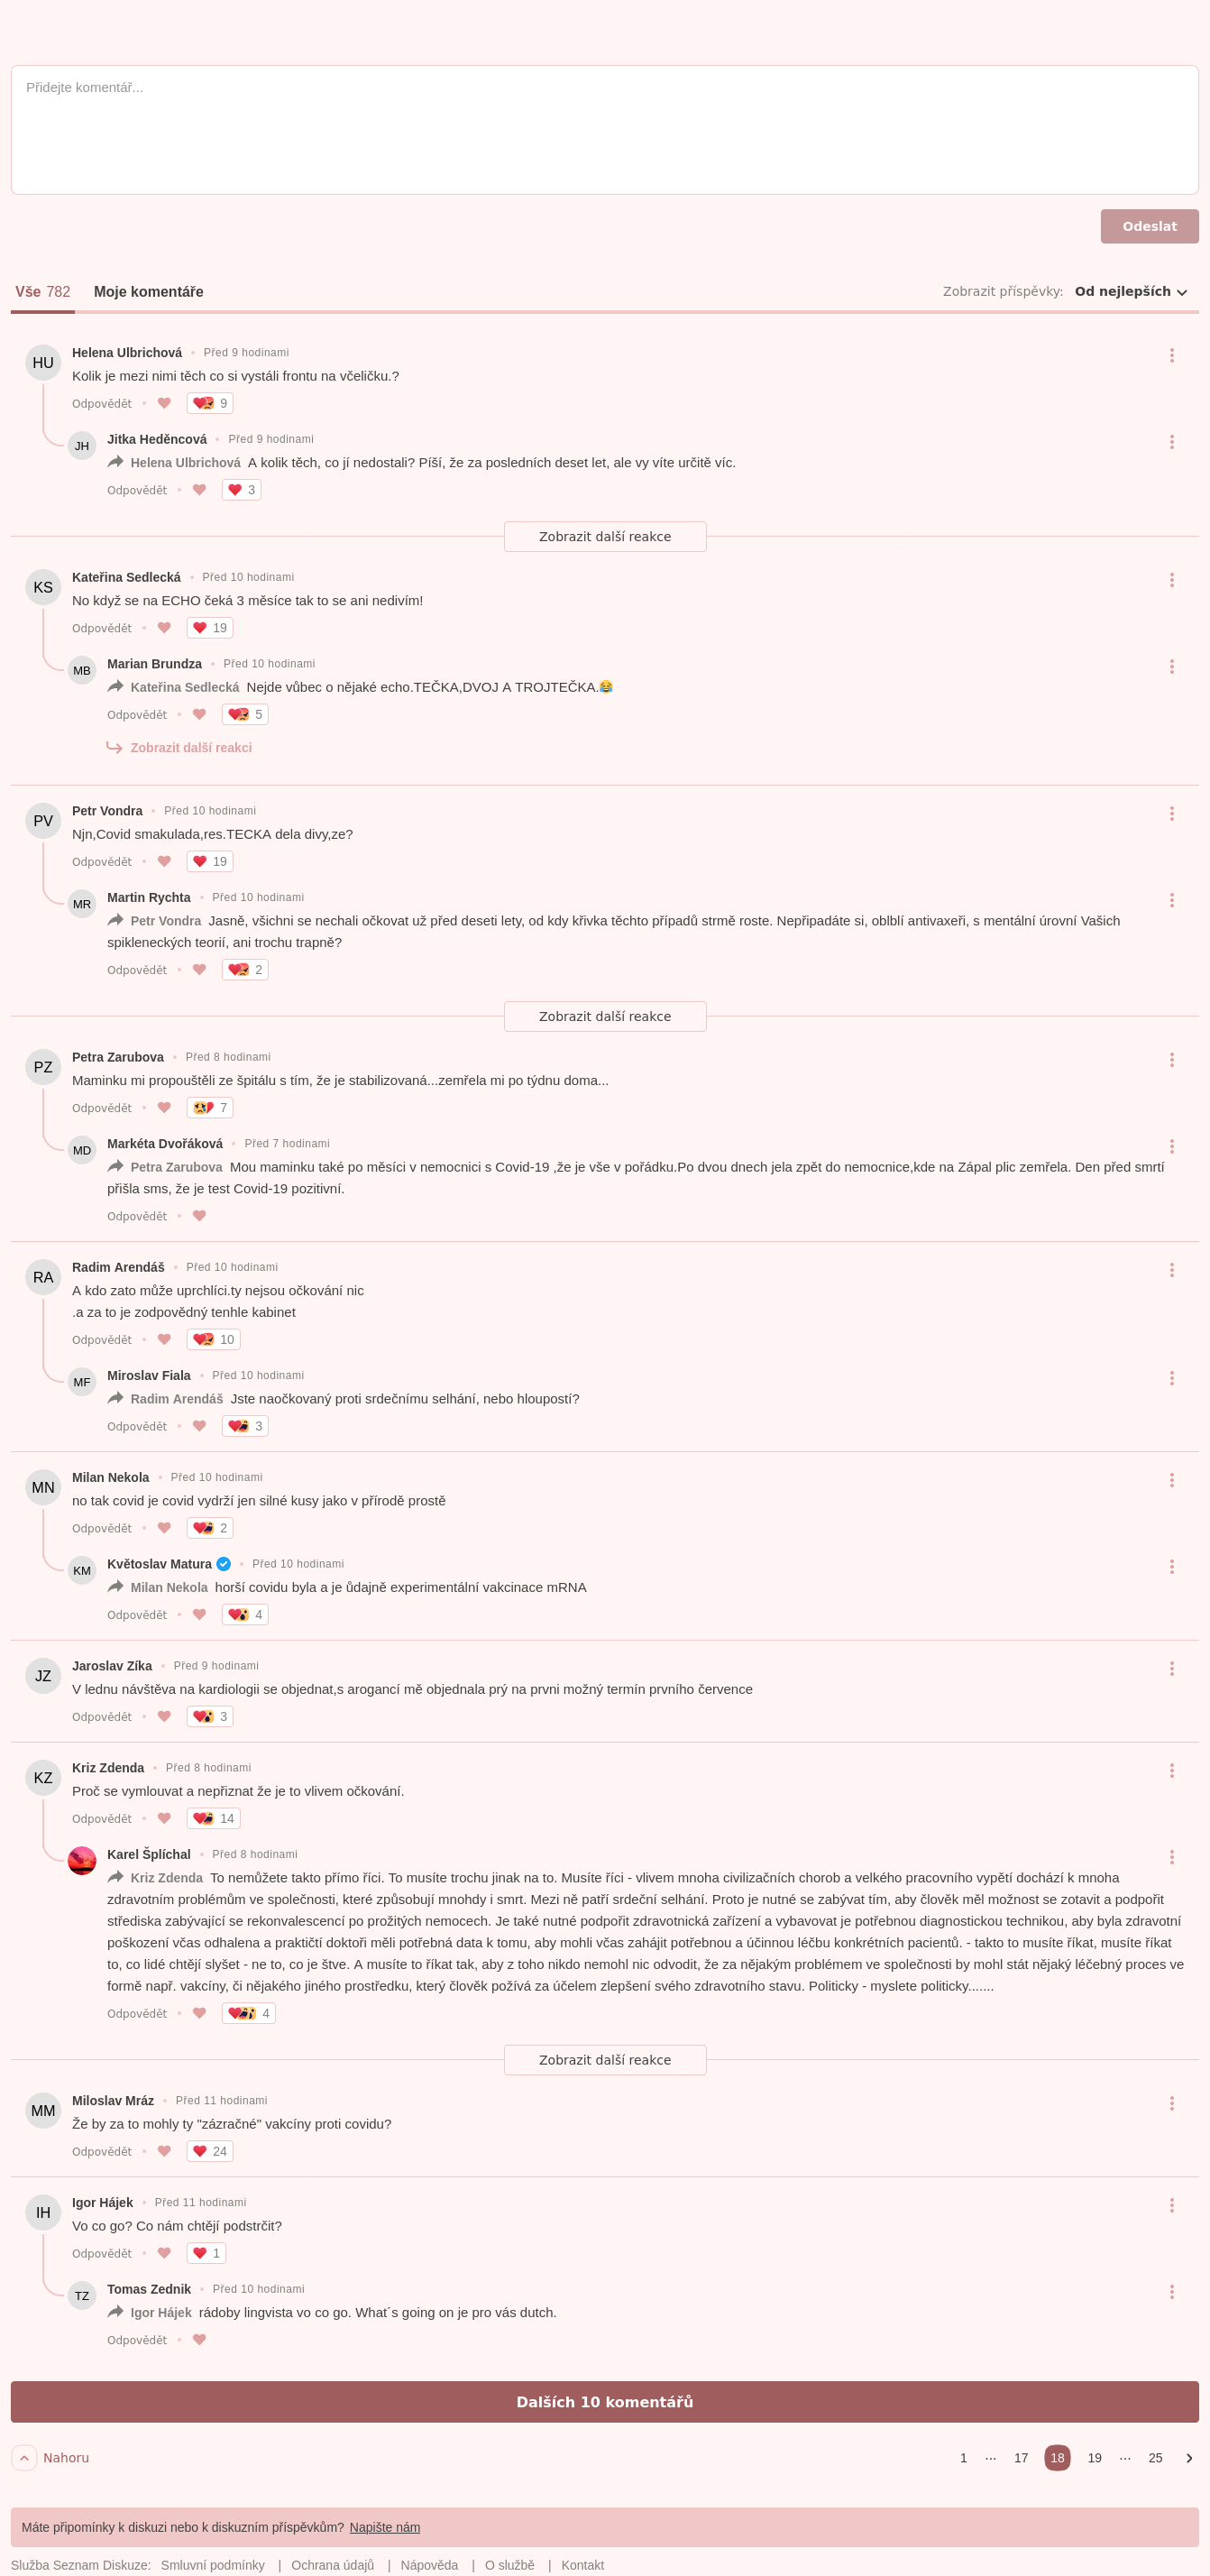 Přidejte komentář...
Odeslat
Vše 782 Moje komentáře Zobrazit příspěvky: Od nejlepších
HU Helena Ulbrichová • Před 9 hodinami
Kolik je mezi nimi těch co si vystáli frontu na včeličku.?
Odpovědět • 9
JH Jitka Heděncová • Před 9 hodinami
Helena Ulbrichová A kolik těch, co jí nedostali? Píší, že za posledních deset let, ale vy víte určitě víc.
Odpovědět • 3
Zobrazit další reakce
KS Kateřina Sedlecká • Před 10 hodinami
No když se na ECHO čeká 3 měsíce tak to se ani nedivím!
Odpovědět • 19
MB Marian Brundza • Před 10 hodinami
Kateřina Sedlecká Nejde vůbec o nějaké echo.TEČKA,DVOJ A TROJTEČKA.😂
Odpovědět • 5
Zobrazit další reakci
PV Petr Vondra • Před 10 hodinami
Njn,Covid smakulada,res.TECKA dela divy,ze?
Odpovědět • 19
MR Martin Rychta • Před 10 hodinami
Petr Vondra Jasně, všichni se nechali očkovat už před deseti lety, od kdy křivka těchto případů strmě roste. Nepřipadáte si, oblblí antivaxeři, s mentální úrovní Vašich
spikleneckých teorií, ani trochu trapně?
Odpovědět • 2
Zobrazit další reakce
PZ Petra Zarubova • Před 8 hodinami
Maminku mi propouštěli ze špitálu s tím, že je stabilizovaná...zemřela mi po týdnu doma...
Odpovědět • 7
MD Markéta Dvořáková • Před 7 hodinami
Petra Zarubova Mou maminku také po měsíci v nemocnici s Covid-19 ,že je vše v pořádku.Po dvou dnech jela zpět do nemocnice,kde na Zápal plic zemřela. Den před smrtí
přišla sms, že je test Covid-19 pozitivní.
Odpovědět •
RA Radim Arendáš • Před 10 hodinami
A kdo zato může uprchlíci.ty nejsou očkování nic
.a za to je zodpovědný tenhle kabinet
Odpovědět • 10
MF Miroslav Fiala • Před 10 hodinami
Radim Arendáš Jste naočkovaný proti srdečnímu selhání, nebo hlouposti?
Odpovědět • 3
MN Milan Nekola • Před 10 hodinami
no tak covid je covid vydrží jen silné kusy jako v přírodě prostě
Odpovědět • 2
KM Květoslav Matura • Před 10 hodinami
Milan Nekola horší covidu byla a je ůdajně experimentální vakcinace mRNA
Odpovědět • 4
JZ Jaroslav Zíka • Před 9 hodinami
V lednu návštěva na kardiologii se objednat,s arogancí mě objednala prý na prvni možný termín prvního července
Odpovědět • 3
KZ Kriz Zdenda • Před 8 hodinami
Proč se vymlouvat a nepřiznat že je to vlivem očkování.
Odpovědět • 14
Karel Šplíchal • Před 8 hodinami
Kriz Zdenda To nemůžete takto přímo říci. To musíte trochu jinak na to. Musíte říci - vlivem mnoha civilizačních chorob a velkého pracovního vypětí dochází k mnoha
zdravotním problémům ve společnosti, které způsobují mnohdy i smrt. Mezi ně patří srdeční selhání. Proto je nutné se zabývat tím, aby člověk měl možnost se zotavit a podpořit
střediska zabývající se rekonvalescencí po prožitých nemocech. Je také nutné podpořit zdravotnická zařízení a vybavovat je potřebnou diagnostickou technikou, aby byla zdravotní
poškození včas odhalena a praktičtí doktoři měli potřebná data k tomu, aby mohli včas zahájit potřebnou a účinnou léčbu konkrétních pacientů. - takto to musíte říkat, musíte říkat
to, co lidé chtějí slyšet - ne to, co je štve. A musíte to říkat tak, aby z toho nikdo nemohl nic odvodit, že za nějakým problémem ve společnosti by mohl stát nějaký léčebný proces ve
formě např. vakcíny, či nějakého jiného prostředku, který člověk požívá za účelem zlepšení svého zdravotního stavu. Politicky - myslete politicky.......
Odpovědět • 4
Zobrazit další reakce
MM Miloslav Mráz • Před 11 hodinami
Že by za to mohly ty "zázračné" vakcíny proti covidu?
Odpovědět • 24
IH Igor Hájek • Před 11 hodinami
Vo co go? Co nám chtějí podstrčit?
Odpovědět • 1
TZ Tomas Zednik • Před 10 hodinami
Igor Hájek rádoby lingvista vo co go. What´s going on je pro vás dutch.
Odpovědět •
Dalších 10 komentářů
Nahoru 1 ··· 17 18 19 ··· 25
Máte připomínky k diskuzi nebo k diskuzním příspěvkům? Napište nám
Služba Seznam Diskuze: Smluvní podmínky | Ochrana údajů | Nápověda | O službě | Kontakt